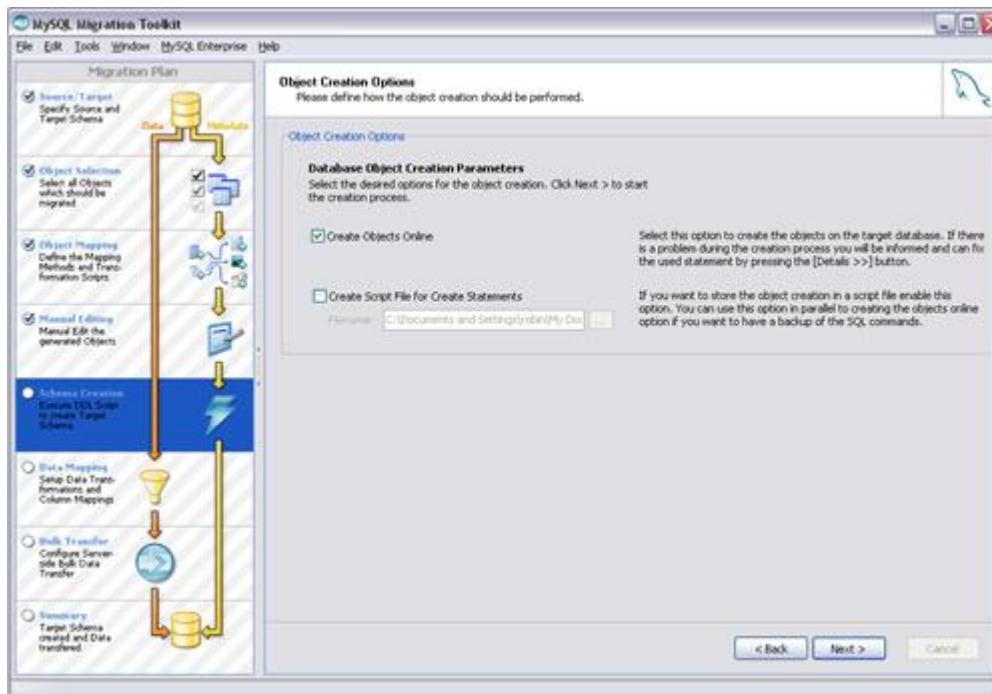 MySQL Migration Toolkit
File Edit Tools Window MySQL Enterprise Help
Migration Plan
Source/Target
Specify Source and
Target Schema
Data Metadata
Object Selection
Select all Objects
which should be
migrated
Object Mapping
Define the Mapping
Methods and Trans-
formation Scripts
Manual Editing
Manual Edit the
generated Objects
Schema Creation
Execute DDL Script
to create Target
Schema
Data Mapping
Setup Data Trans-
formations and
Column Mappings
Bulk Transfer
Configure Server-
side Bulk Data
Transfer
Summary
Target Schema
created and Data
transfered.
Object Creation Options
Please define how the object creation should be performed.
Object Creation Options
Database Object Creation Parameters
Select the desired options for the object creation. Click Next > to start
the creation process.
Create Objects Online
Select this option to create the objects on the target database. If there
is a problem during the creation process you will be informed and can fix
the used statement by pressing the [Details >>] button.
Create Script File for Create Statements
Filename: C:\Documents and Settings\robin\My Doc ...
If you want to store the object creation in a script file enable this
option. You can use this option in parallel to creating the objects online
option if you want to have a backup of the SQL commands.
< Back Next > Cancel